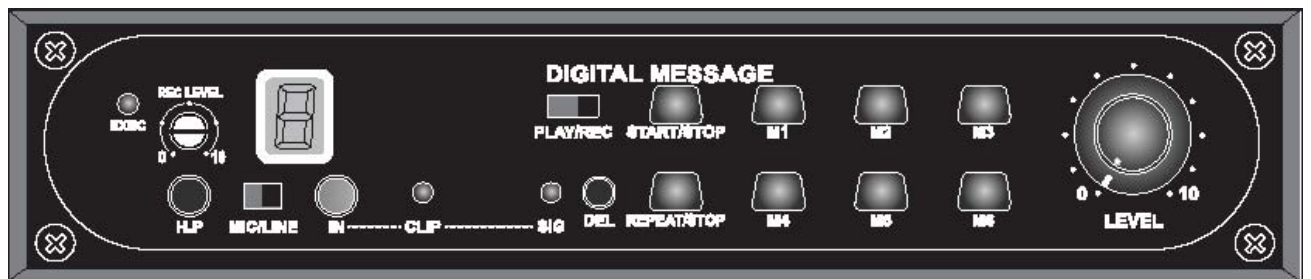 DIGITAL MESSAGE
REC LEVEL
EXEC
0 10
PLAY/REC START/STOP M1 M2 M3
0 10
LEVEL
H.P MIC/LINE IN CLIP SIG DEL REPEAT/STOP M4 M5 M6